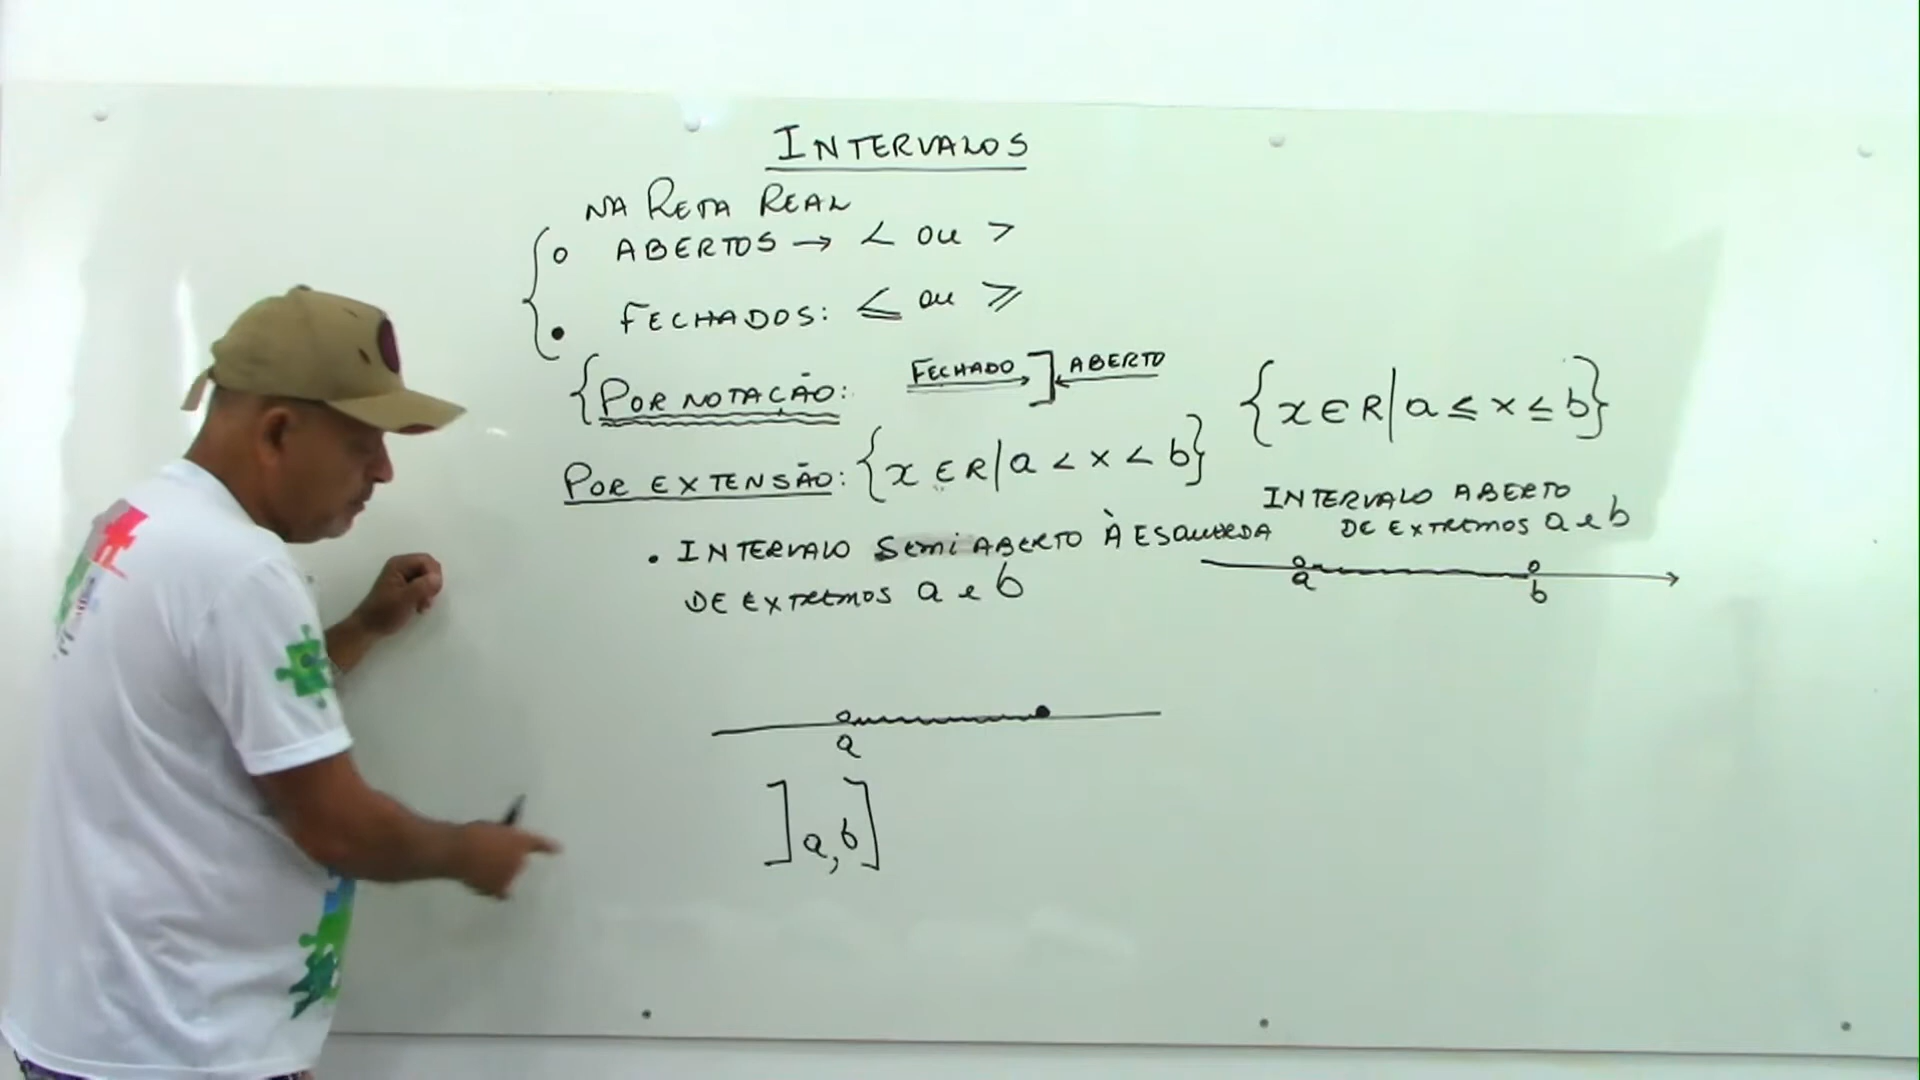 INTERVALOS
NA RETA REAL
o ABERTOS → < ou >
• FECHADOS: ≤ ou ≥
{POR NOTAÇÃO: FECHADO ] ABERTO
{x ∈ R | a ≤ x ≤ b}
POR EXTENSÃO: {x ∈ R | a < x < b}
INTERVALO ABERTO
DE EXTREMOS a e b
• INTERVALO SEMI ABERTO À ESQUERDA
DE EXTREMOS a e b
a b
a
]a,b]